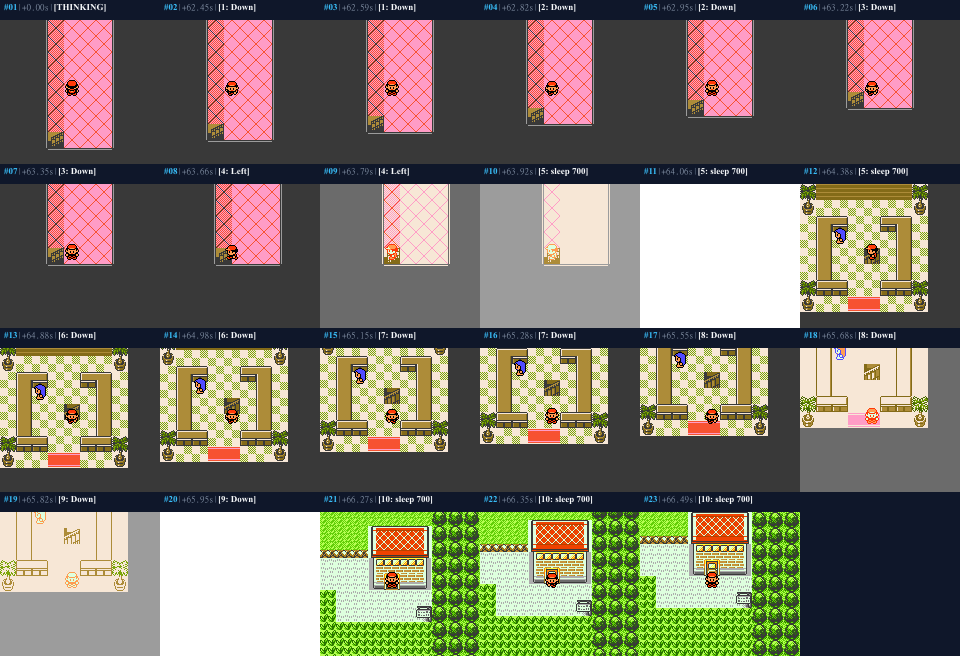 #01|+0.00s|[THINKING]
#02|+62.45s|[1: Down]
#03|+62.59s|[1: Down]
#04|+62.82s|[2: Down]
#05|+62.95s|[2: Down]
#06|+63.22s|[3: Down]
#07|+63.35s|[3: Down]
#08|+63.66s|[4: Left]
#09|+63.79s|[4: Left]
#10|+63.92s|[5: sleep 700]
#11|+64.06s|[5: sleep 700]
#12|+64.38s|[5: sleep 700]
#13|+64.88s|[6: Down]
#14|+64.98s|[6: Down]
#15|+65.15s|[7: Down]
#16|+65.28s|[7: Down]
#17|+65.55s|[8: Down]
#18|+65.68s|[8: Down]
#19|+65.82s|[9: Down]
#20|+65.95s|[9: Down]
#21|+66.27s|[10: sleep 700]
#22|+66.35s|[10: sleep 700]
#23|+66.49s|[10: sleep 700]